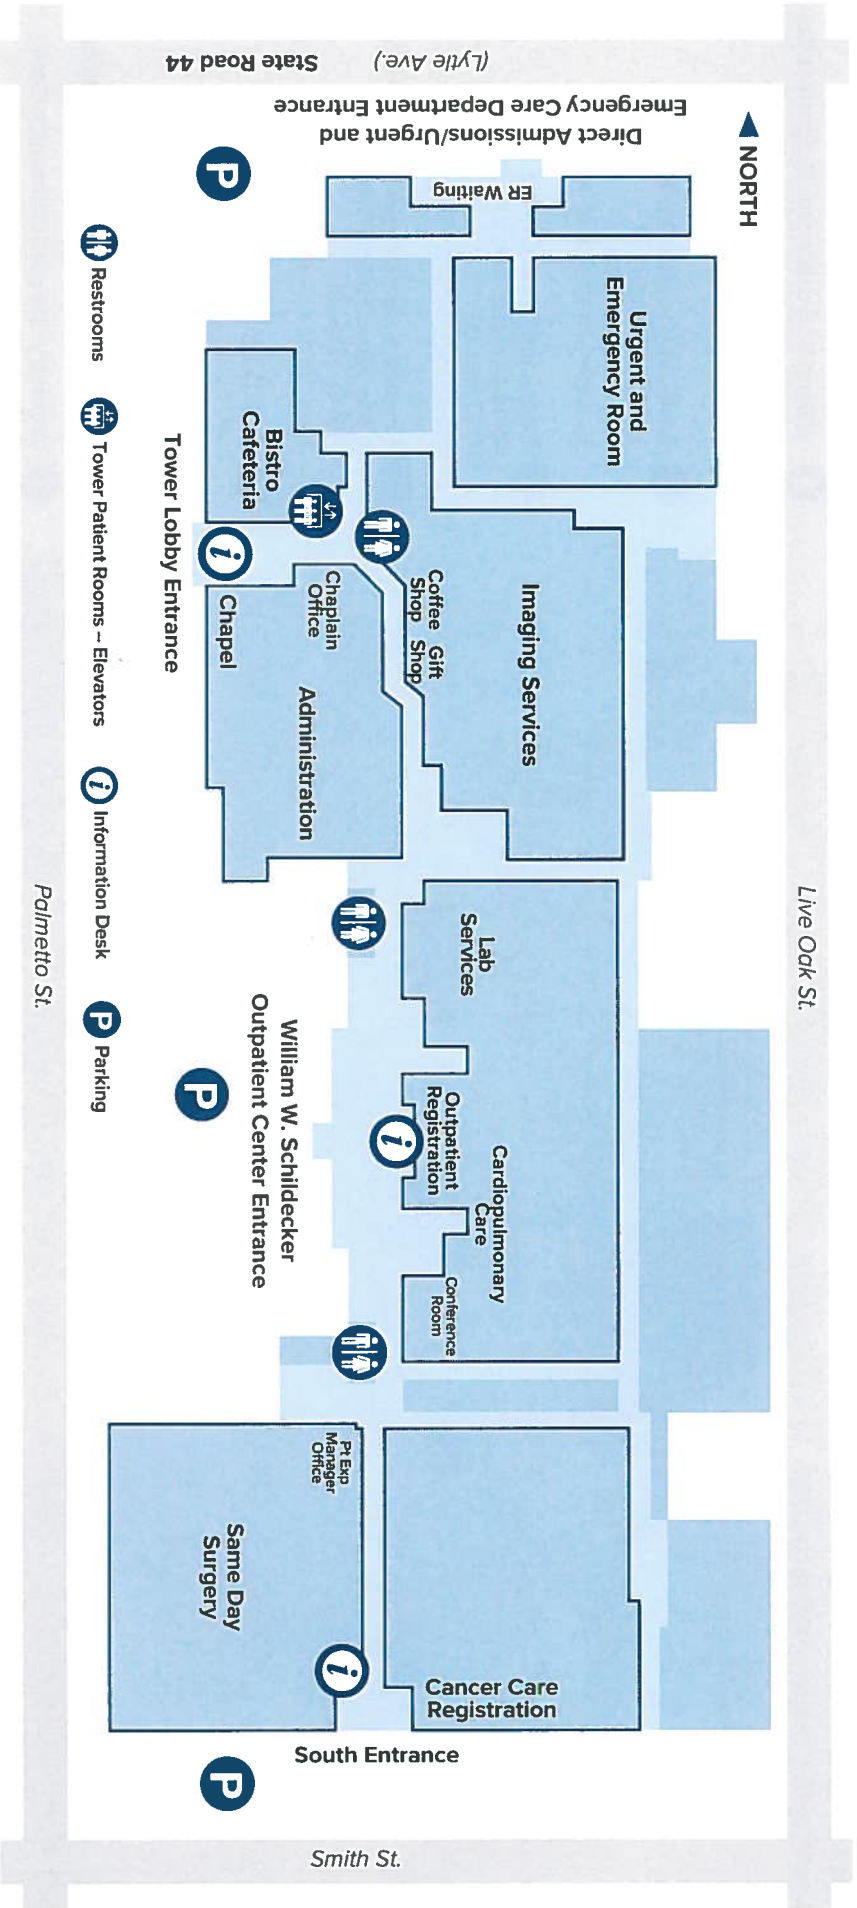 State Road 44
(Lytle Ave.)
Direct Admissions/Urgent and
Emergency Care Department Entrance
NORTH
P
ER Waiting
Urgent and
Emergency Room
Bistro
Cafeteria
Tower Lobby Entrance
i
Coffee
Shop
Gift
Shop
Imaging Services
Chaplain
Office
Chapel
Administration
Live Oak St.
Palmetto St.
Lab
Services
William W. Schildecker
Outpatient Center Entrance
P
Outpatient
Registration
i
Cardiopulmonary
Care
Conference
Room
Pt Exp
Manager
Office
Same Day
Surgery
i
Cancer Care
Registration
South Entrance
P
Smith St.
Restrooms
Tower Patient Rooms – Elevators
i Information Desk
P Parking